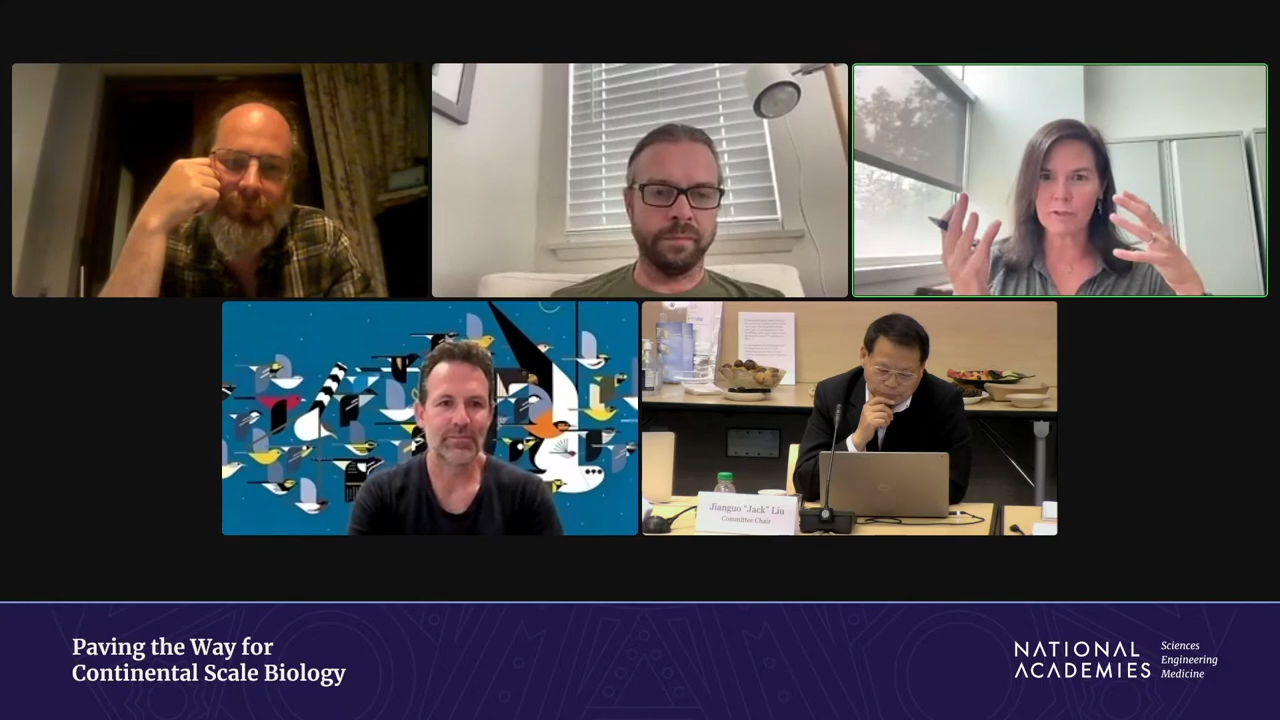 Jianguo "Jack" Liu
Committee Chair
Paving the Way for
Continental Scale Biology
NATIONAL
ACADEMIES
Sciences
Engineering
Medicine